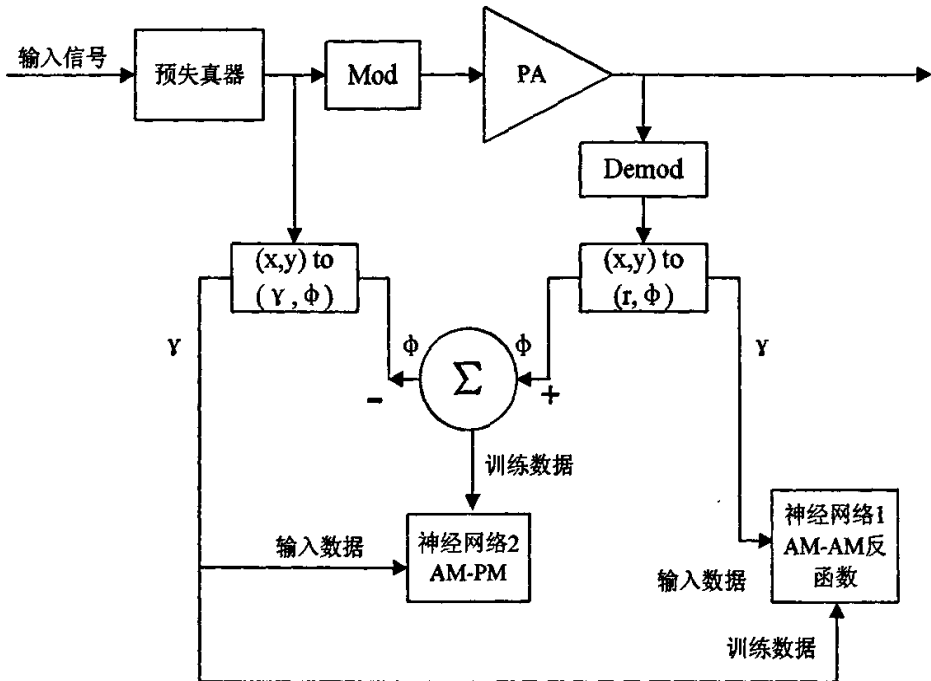 输入信号
预失真器
Mod
PA
Demod
(x,y) to
(γ,Φ)
(x,y) to
(r,Φ)
γ
Φ
Σ
Φ
γ
-
+
训练数据
输入数据
神经网络2
AM-PM
神经网络1
AM-AM反
函数
输入数据
训练数据